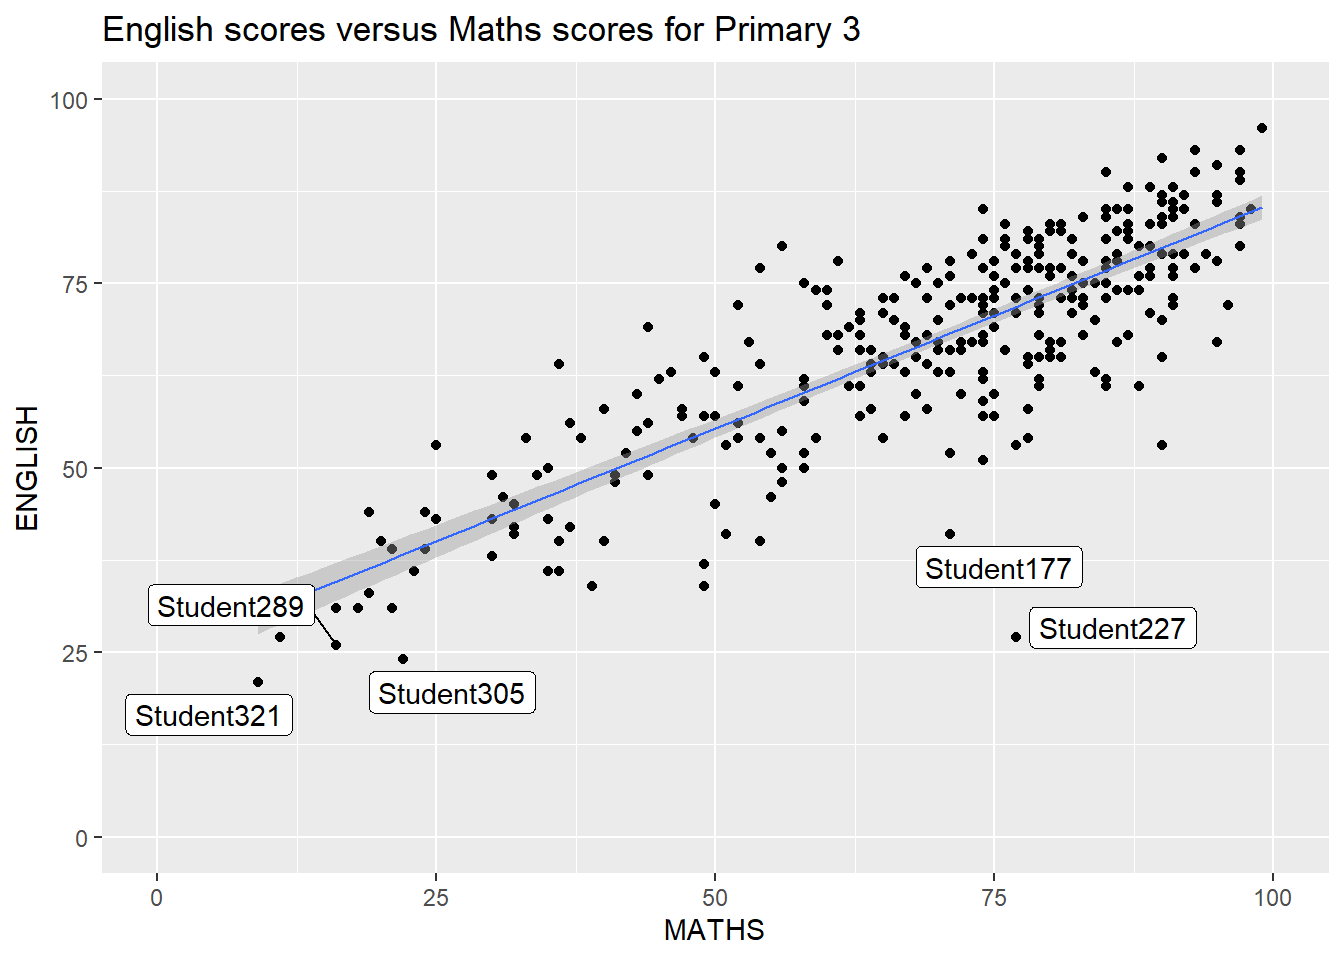 English scores versus Maths scores for Primary 3
ENGLISH
100
75
50
25
0
Student177
Student289
Student227
Student305
Student321
0
25
50
75
100
MATHS